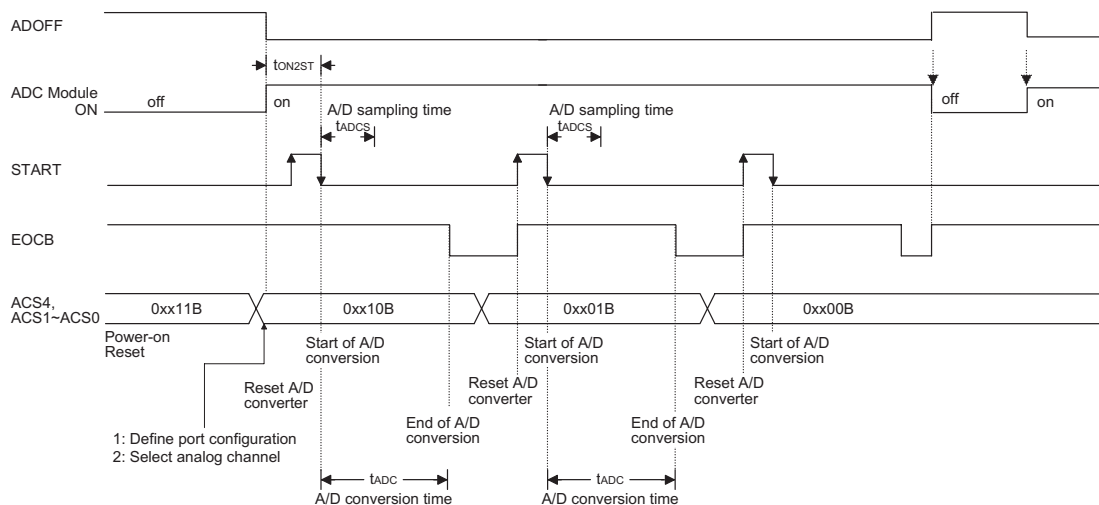 ADOFF
tON2ST
ADC Module
ON
off
on
off
on
A/D sampling time
tADCS
A/D sampling time
tADCS
START
EOCB
ACS4,
ACS1~ACS0
0xx11B
0xx10B
0xx01B
0xx00B
Power-on
Reset
Start of A/D
conversion
Start of A/D
conversion
Start of A/D
conversion
Reset A/D
converter
Reset A/D
converter
Reset A/D
converter
End of A/D
conversion
End of A/D
conversion
1: Define port configuration
2: Select analog channel
tADC
A/D conversion time
tADC
A/D conversion time